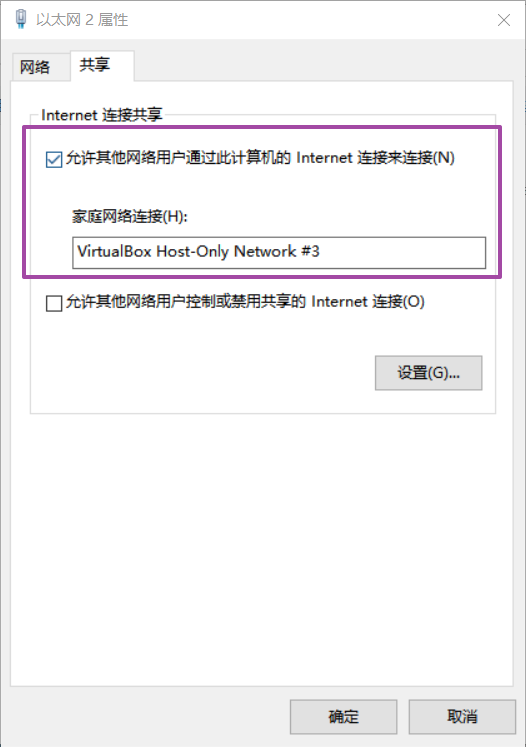 以太网 2 属性
网络
共享
Internet 连接共享
允许其他网络用户通过此计算机的 Internet 连接来连接(N)
家庭网络连接(H):
VirtualBox Host-Only Network #3
允许其他网络用户控制或禁用共享的 Internet 连接(O)
设置(G)...
确定
取消